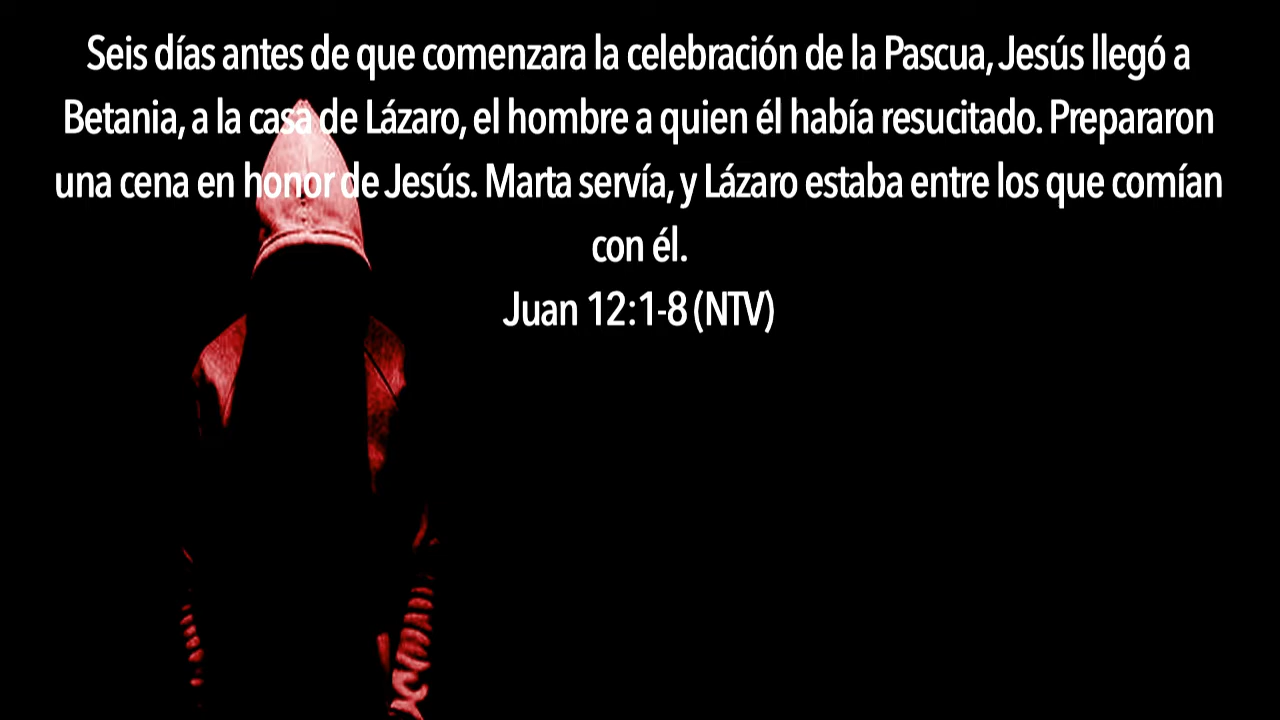 Seis días antes de que comenzara la celebración de la Pascua, Jesús llegó a
Betania, a la casa de Lázaro, el hombre a quien él había resucitado. Prepararon
una cena en honor de Jesús. Marta servía, y Lázaro estaba entre los que comían
con él.
Juan 12:1-8 (NTV)